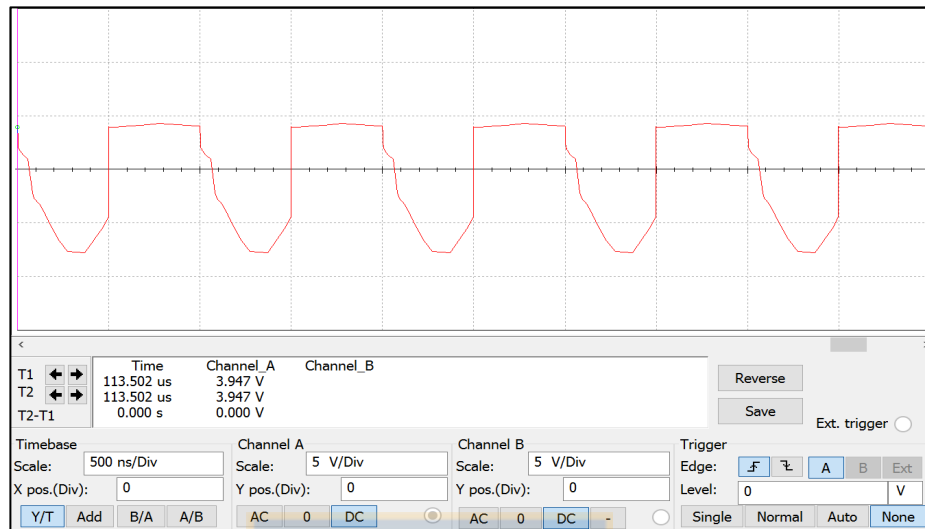 Time Channel_A Channel_B
T1 113.502 us 3.947 V
T2 113.502 us 3.947 V
T2-T1 0.000 s 0.000 V
Reverse
Save
Ext. trigger
Timebase
Scale: 500 ns/Div
X pos.(Div): 0
Y/T Add B/A A/B
Channel A
Scale: 5 V/Div
Y pos.(Div): 0
AC 0 DC
Channel B
Scale: 5 V/Div
Y pos.(Div): 0
AC 0 DC -
Trigger
Edge: A B Ext
Level: 0 V
Single Normal Auto None